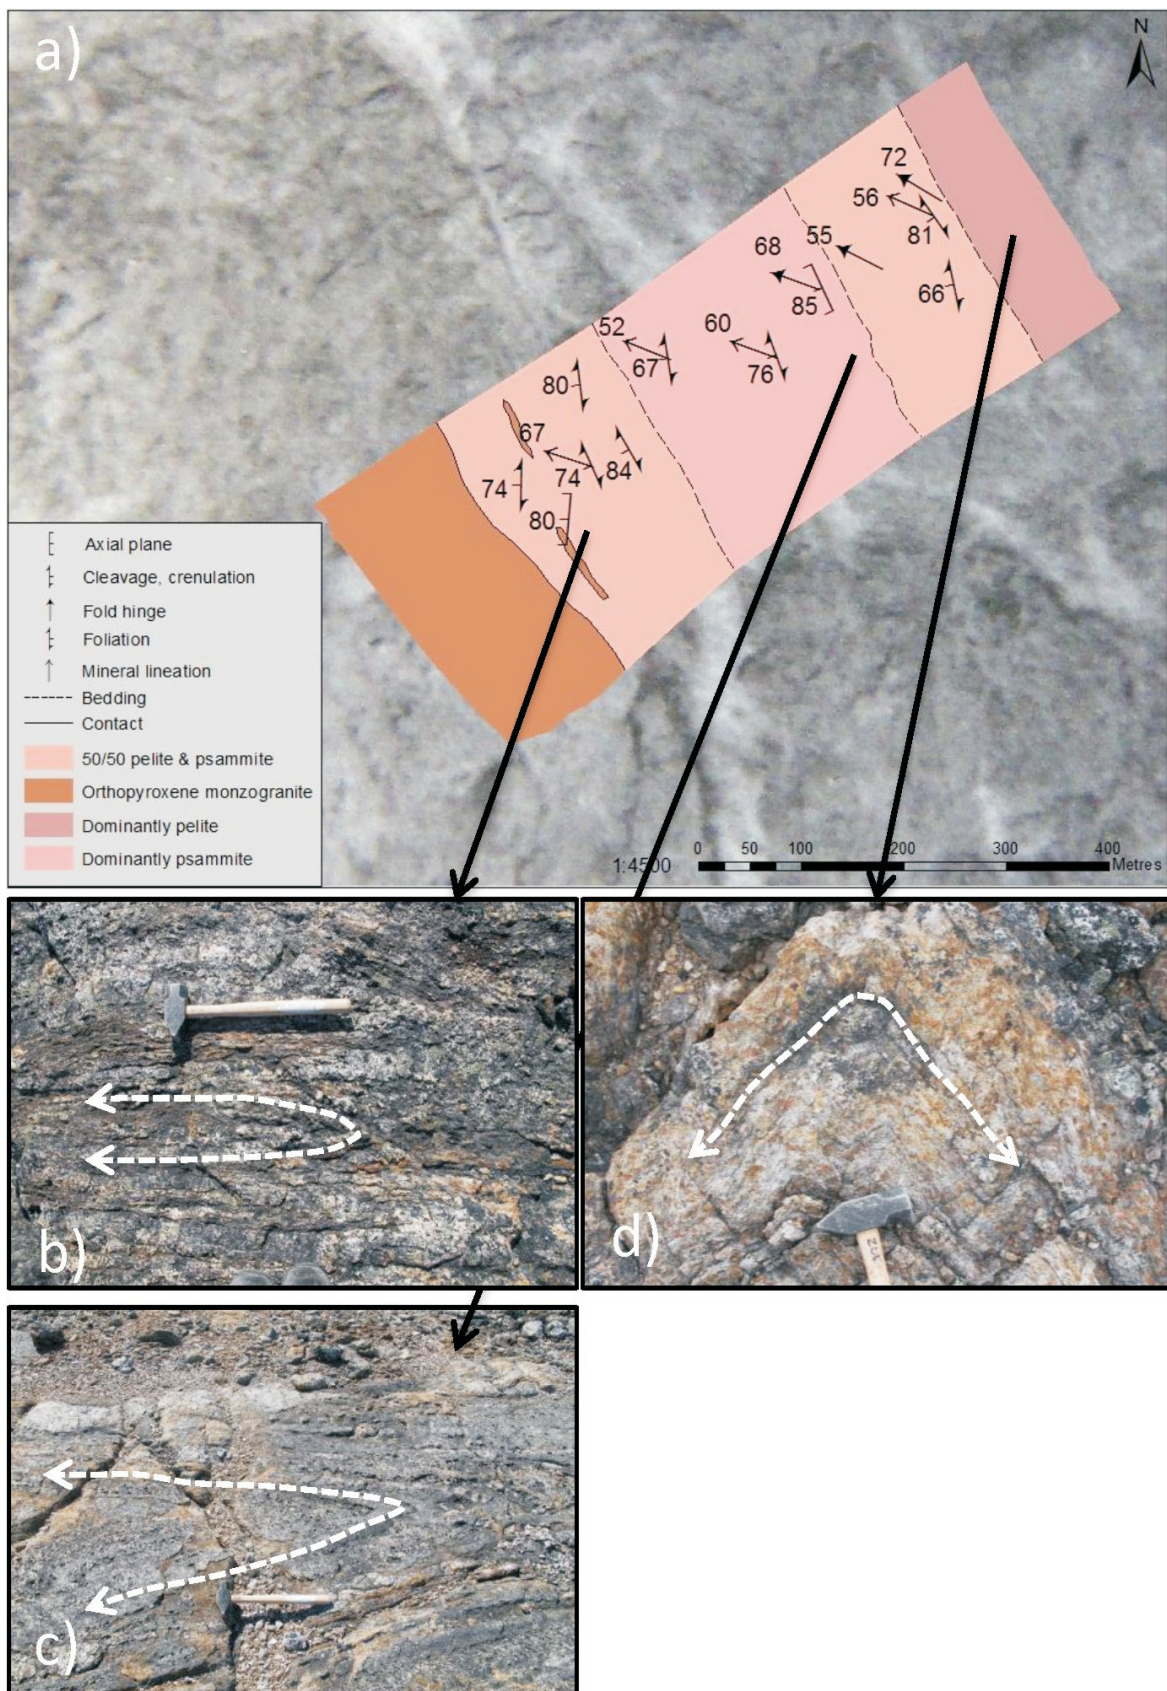 a)
N
72
56
81
55
68
66
85
52
60
67
76
80
67
74
74
84
80
Axial plane
Cleavage, crenulation
Fold hinge
Foliation
Mineral lineation
Bedding
Contact
50/50 pelite & psammite
Orthopyroxene monzogranite
Dominantly pelite
Dominantly psammite
1:4500
0 50 100 200 300 400
Metres
b)
d)
c)